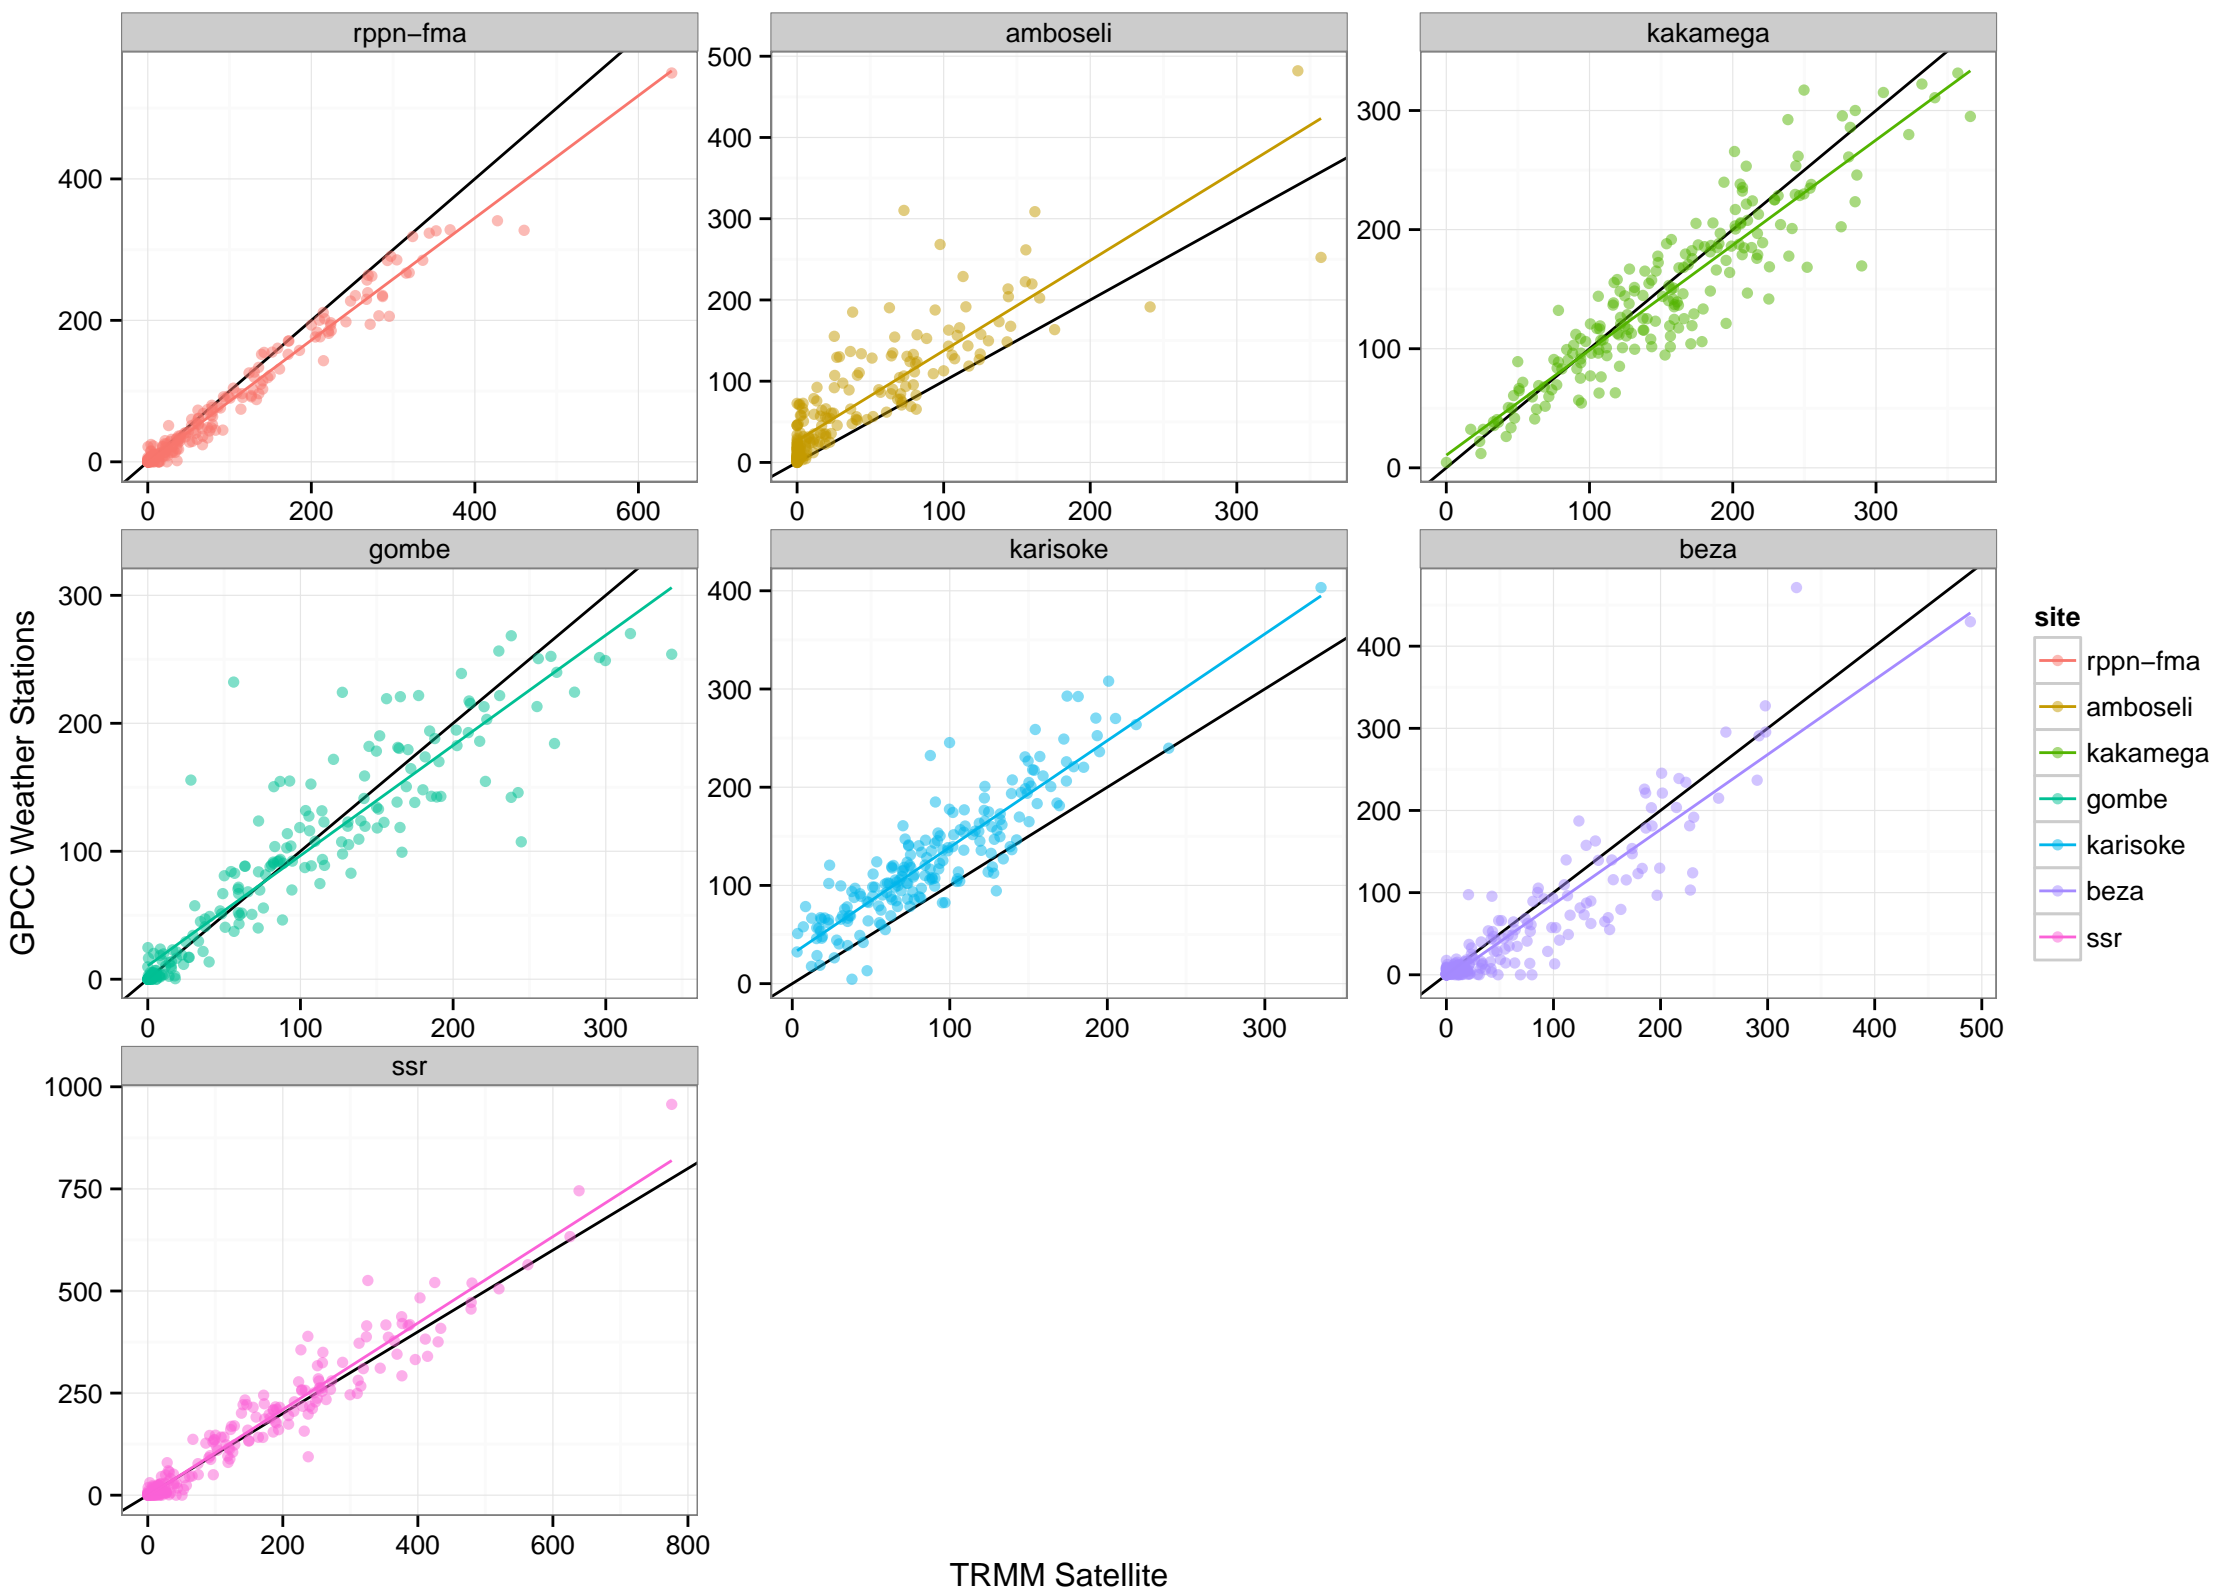 rppn−fma
amboseli
kakamega
400
200
0
0 200 400 600
500
400
300
200
100
0
0 100 200 300
300
200
100
0
0 100 200 300
gombe
karisoke
beza
300
200
100
0
0 100 200 300
400
300
200
100
0
0 100 200 300
400
300
200
100
0
0 100 200 300 400 500
ssr
1000
750
500
250
0
0 200 400 600 800
GPCC Weather Stations
TRMM Satellite
site
rppn−fma
amboseli
kakamega
gombe
karisoke
beza
ssr